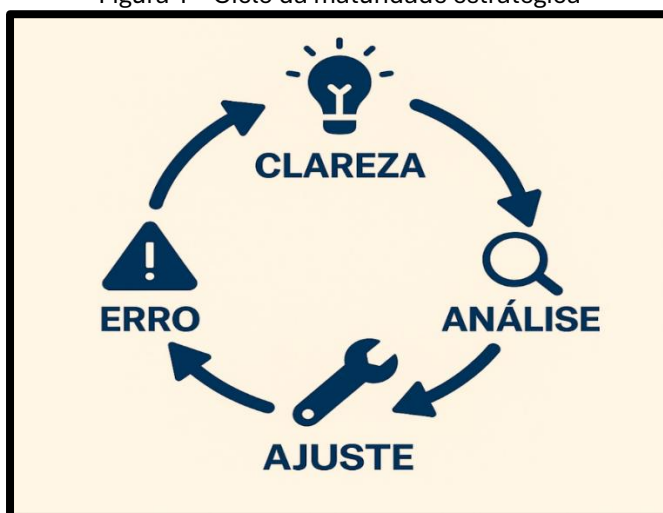 Figura 1 – Ciclo da maturidade estratégica
CLAREZA
ERRO
ANÁLISE
AJUSTE